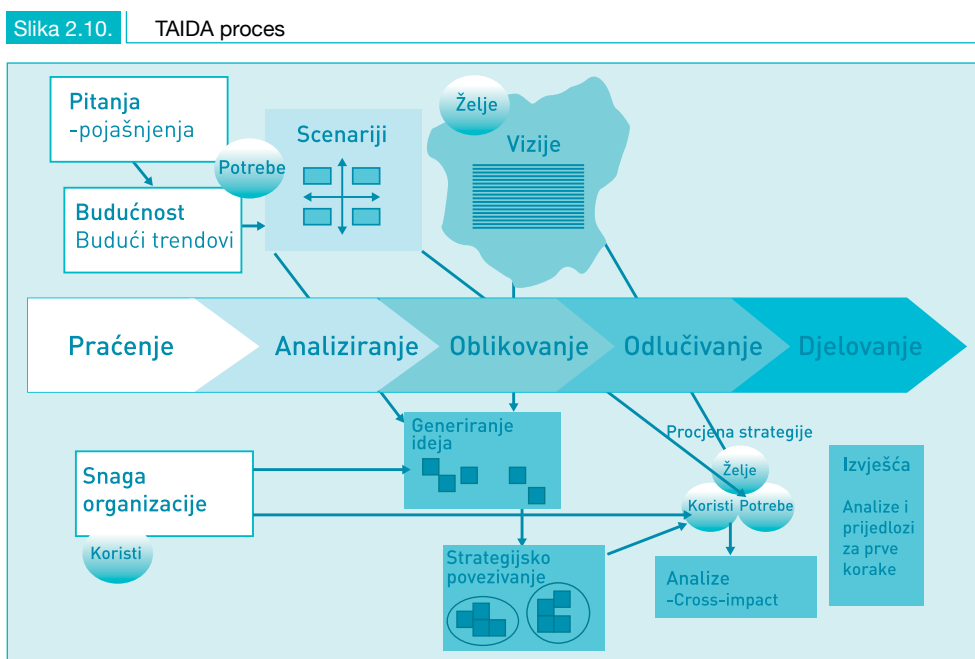 Slika 2.10.
TAIDA proces
Pitanja
-pojašnjenja
Potrebe
Budućnost
Budući trendovi
Scenariji
Želje
Vizije
Praćenje
Analiziranje
Oblikovanje
Odlučivanje
Djelovanje
Snaga
organizacije
Koristi
Generiranje
ideja
Strategijsko
povezivanje
Procjena strategije
Želje
Koristi
Potrebe
Analize
-Cross-impact
Izvješća
Analize i
prijedlozi
za prve
korake